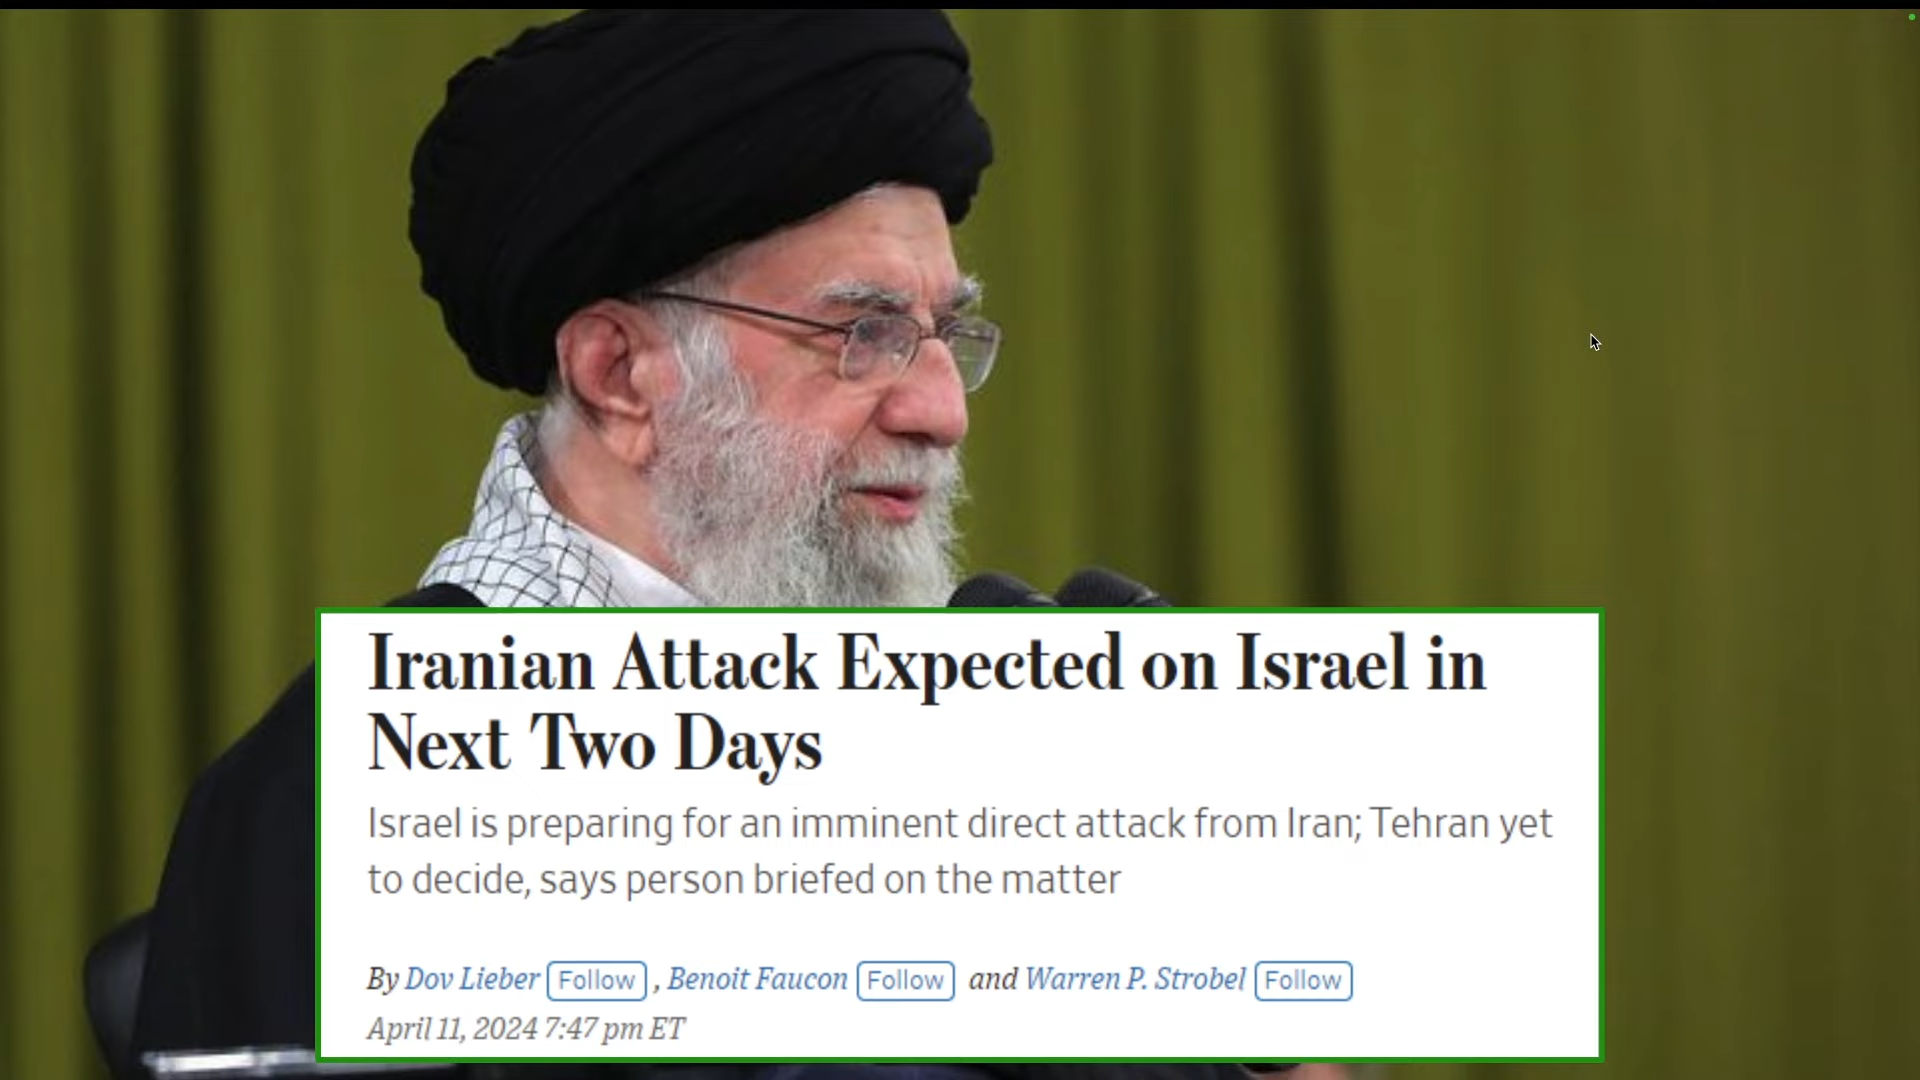 Iranian Attack Expected on Israel in
Next Two Days
Israel is preparing for an imminent direct attack from Iran; Tehran yet
to decide, says person briefed on the matter
By Dov Lieber Follow , Benoit Faucon Follow and Warren P. Strobel Follow
April 11, 2024 7:47 pm ET